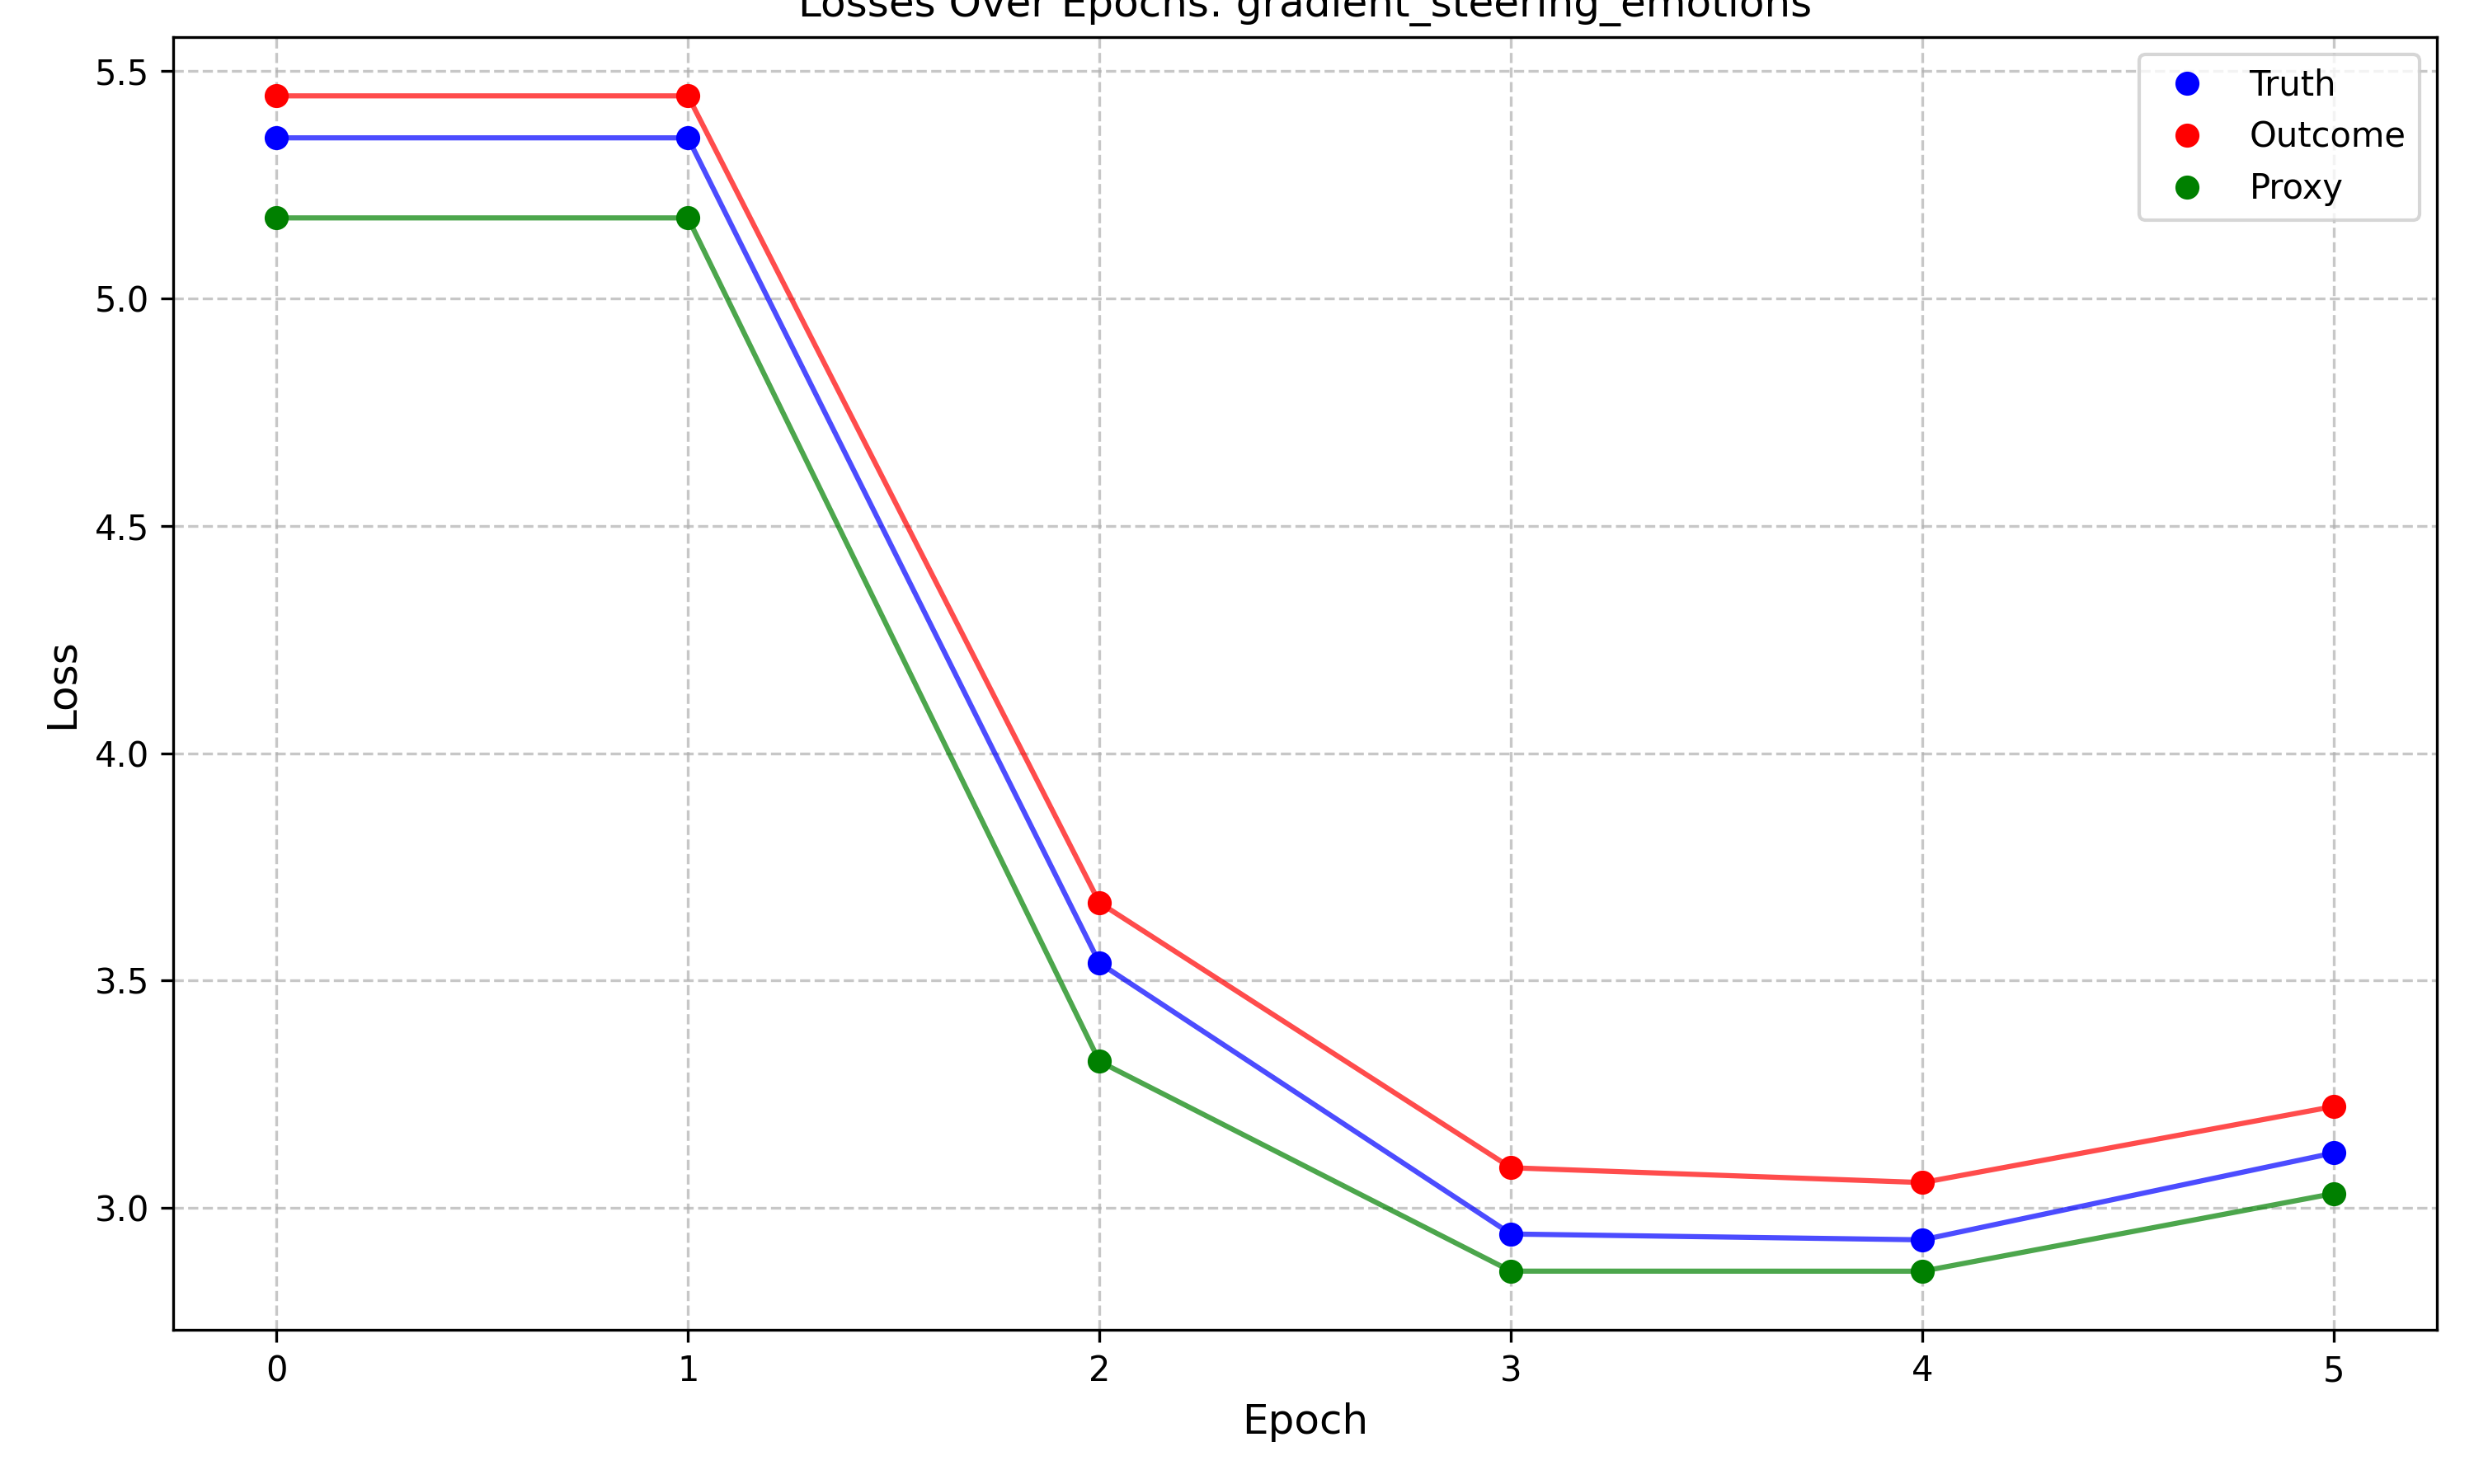 Losses Over Epochs: gradient_steering_emotions
5.5
5.0
4.5
4.0
3.5
3.0
Loss
Truth
Outcome
Proxy
0 1 2 3 4 5
Epoch